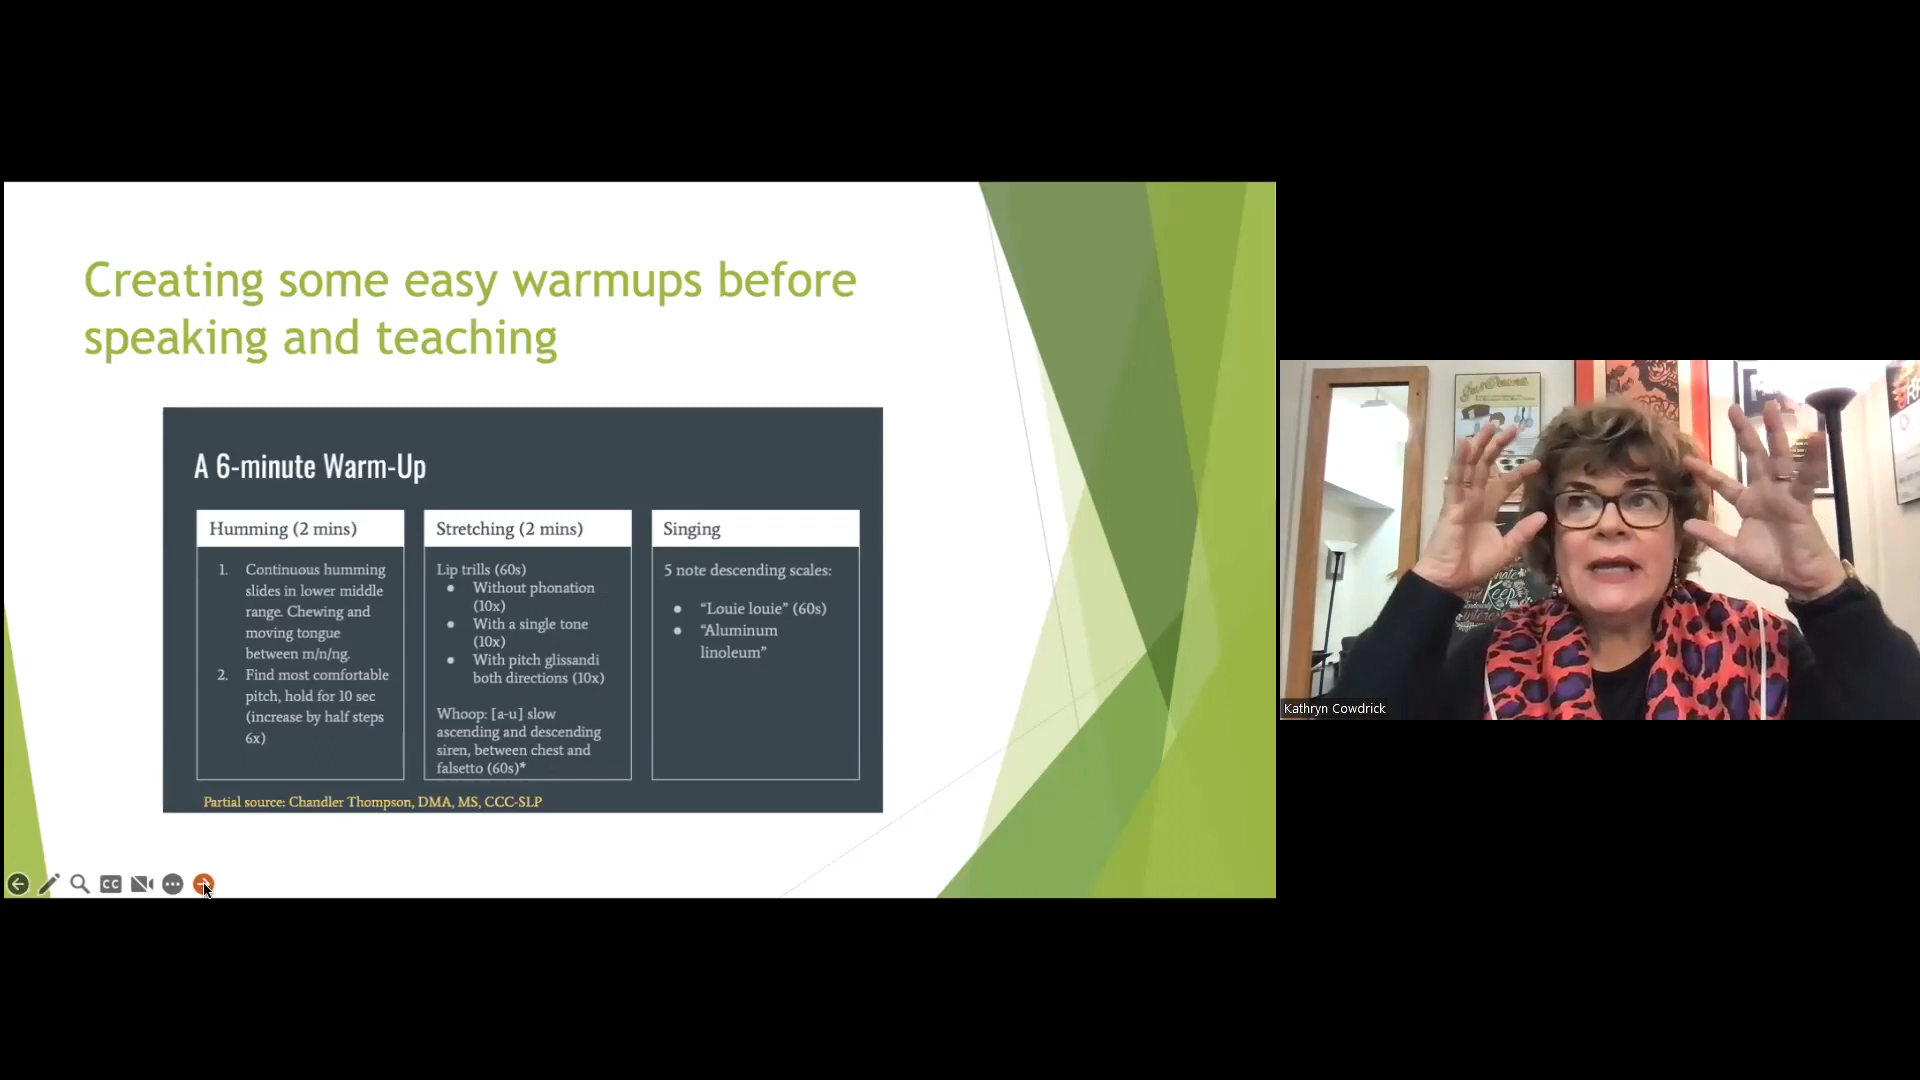 Creating some easy warmups before
speaking and teaching
A 6-minute Warm-Up
Humming (2 mins)
1. Continuous humming
slides in lower middle
range. Chewing and
moving tongue
between m/n/ng.
2. Find most comfortable
pitch, hold for 10 sec
(increase by half steps
6x)
Stretching (2 mins)
Lip trills (60s)
● Without phonation
(10x)
● With a single tone
(10x)
● With pitch glissandi
both directions (10x)
Whoop: [a-u] slow
ascending and descending
siren, between chest and
falsetto (60s)*
Singing
5 note descending scales:
● “Louie louie” (60s)
● “Aluminum
linoleum”
Partial source: Chandler Thompson, DMA, MS, CCC-SLP
CC
Kathryn Cowdrick
Keep